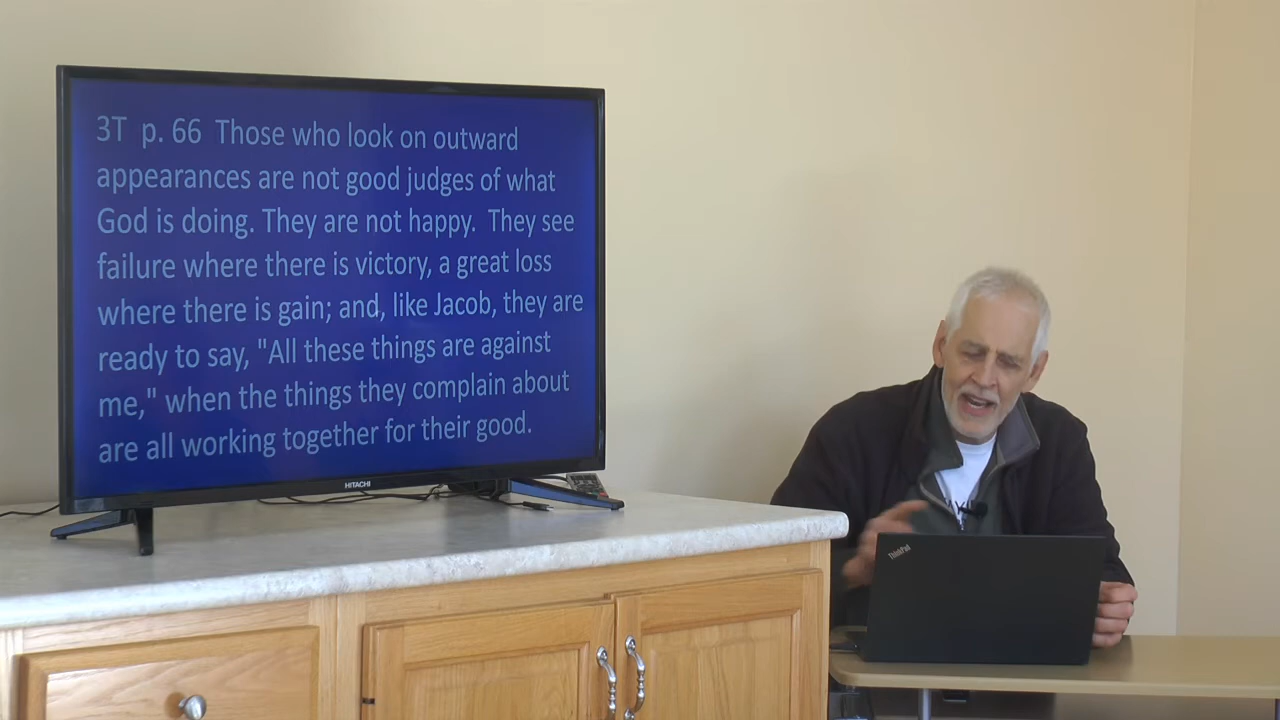 3T p. 66 Those who look on outward
appearances are not good judges of what
God is doing. They are not happy. They see
failure where there is victory, a great loss
where there is gain; and, like Jacob, they are
ready to say, "All these things are against
me," when the things they complain about
are all working together for their good.
HITACHI
ThinkPad